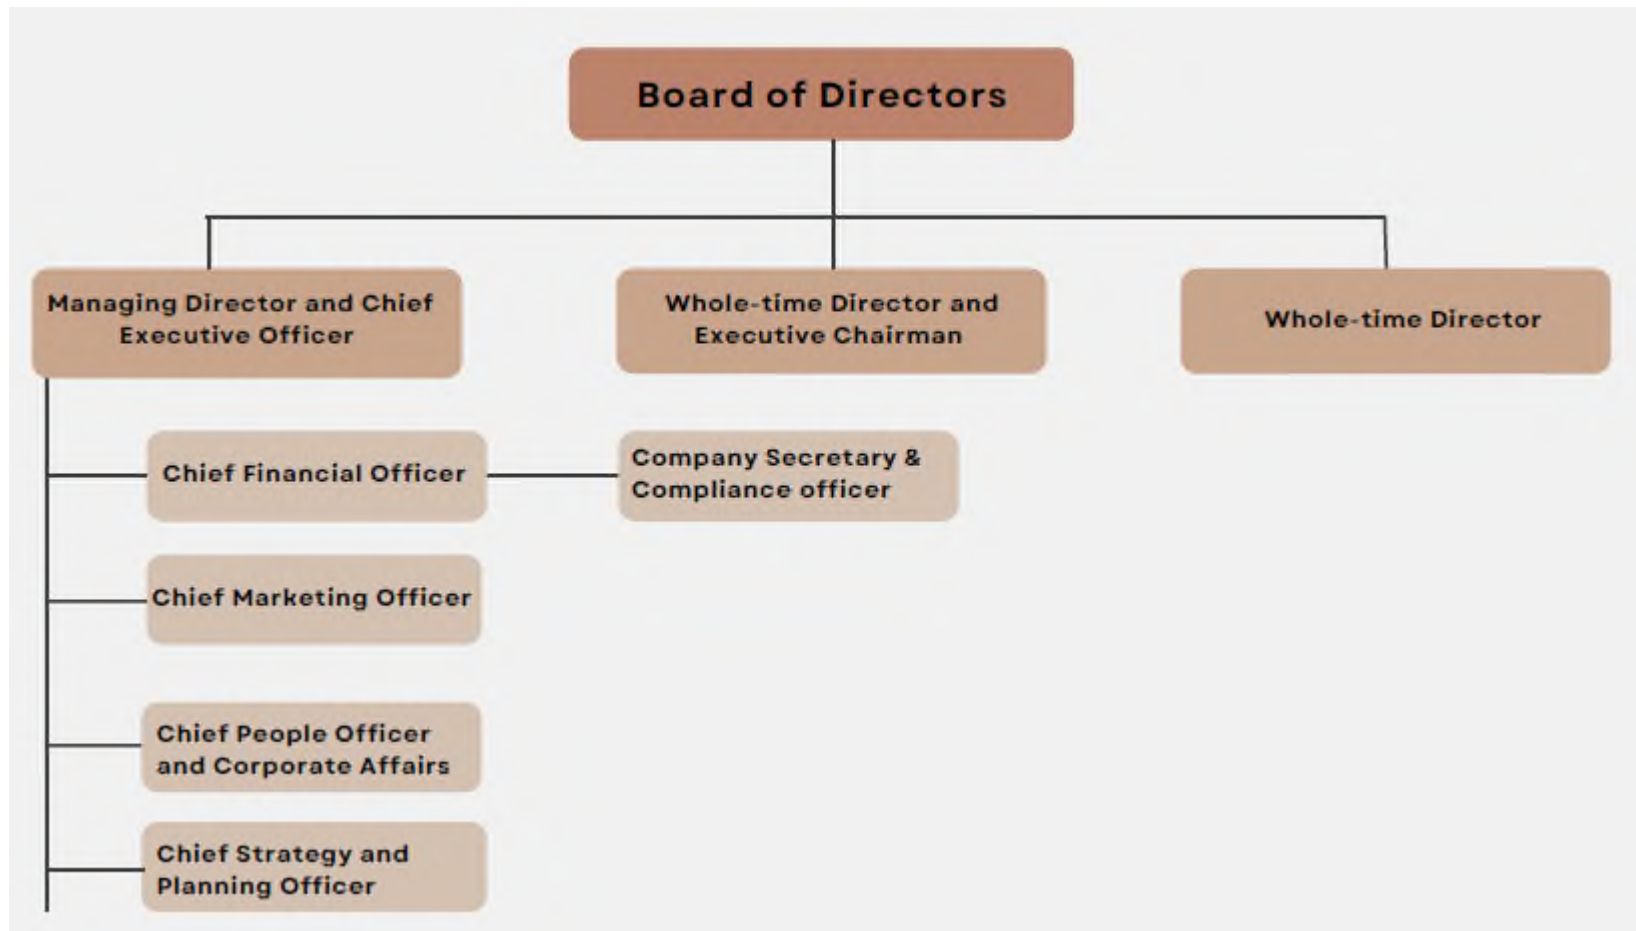 Board of Directors
Managing Director and Chief
Executive Officer
Whole-time Director and
Executive Chairman
Whole-time Director
Chief Financial Officer
Company Secretary &
Compliance officer
Chief Marketing Officer
Chief People Officer
and Corporate Affairs
Chief Strategy and
Planning Officer